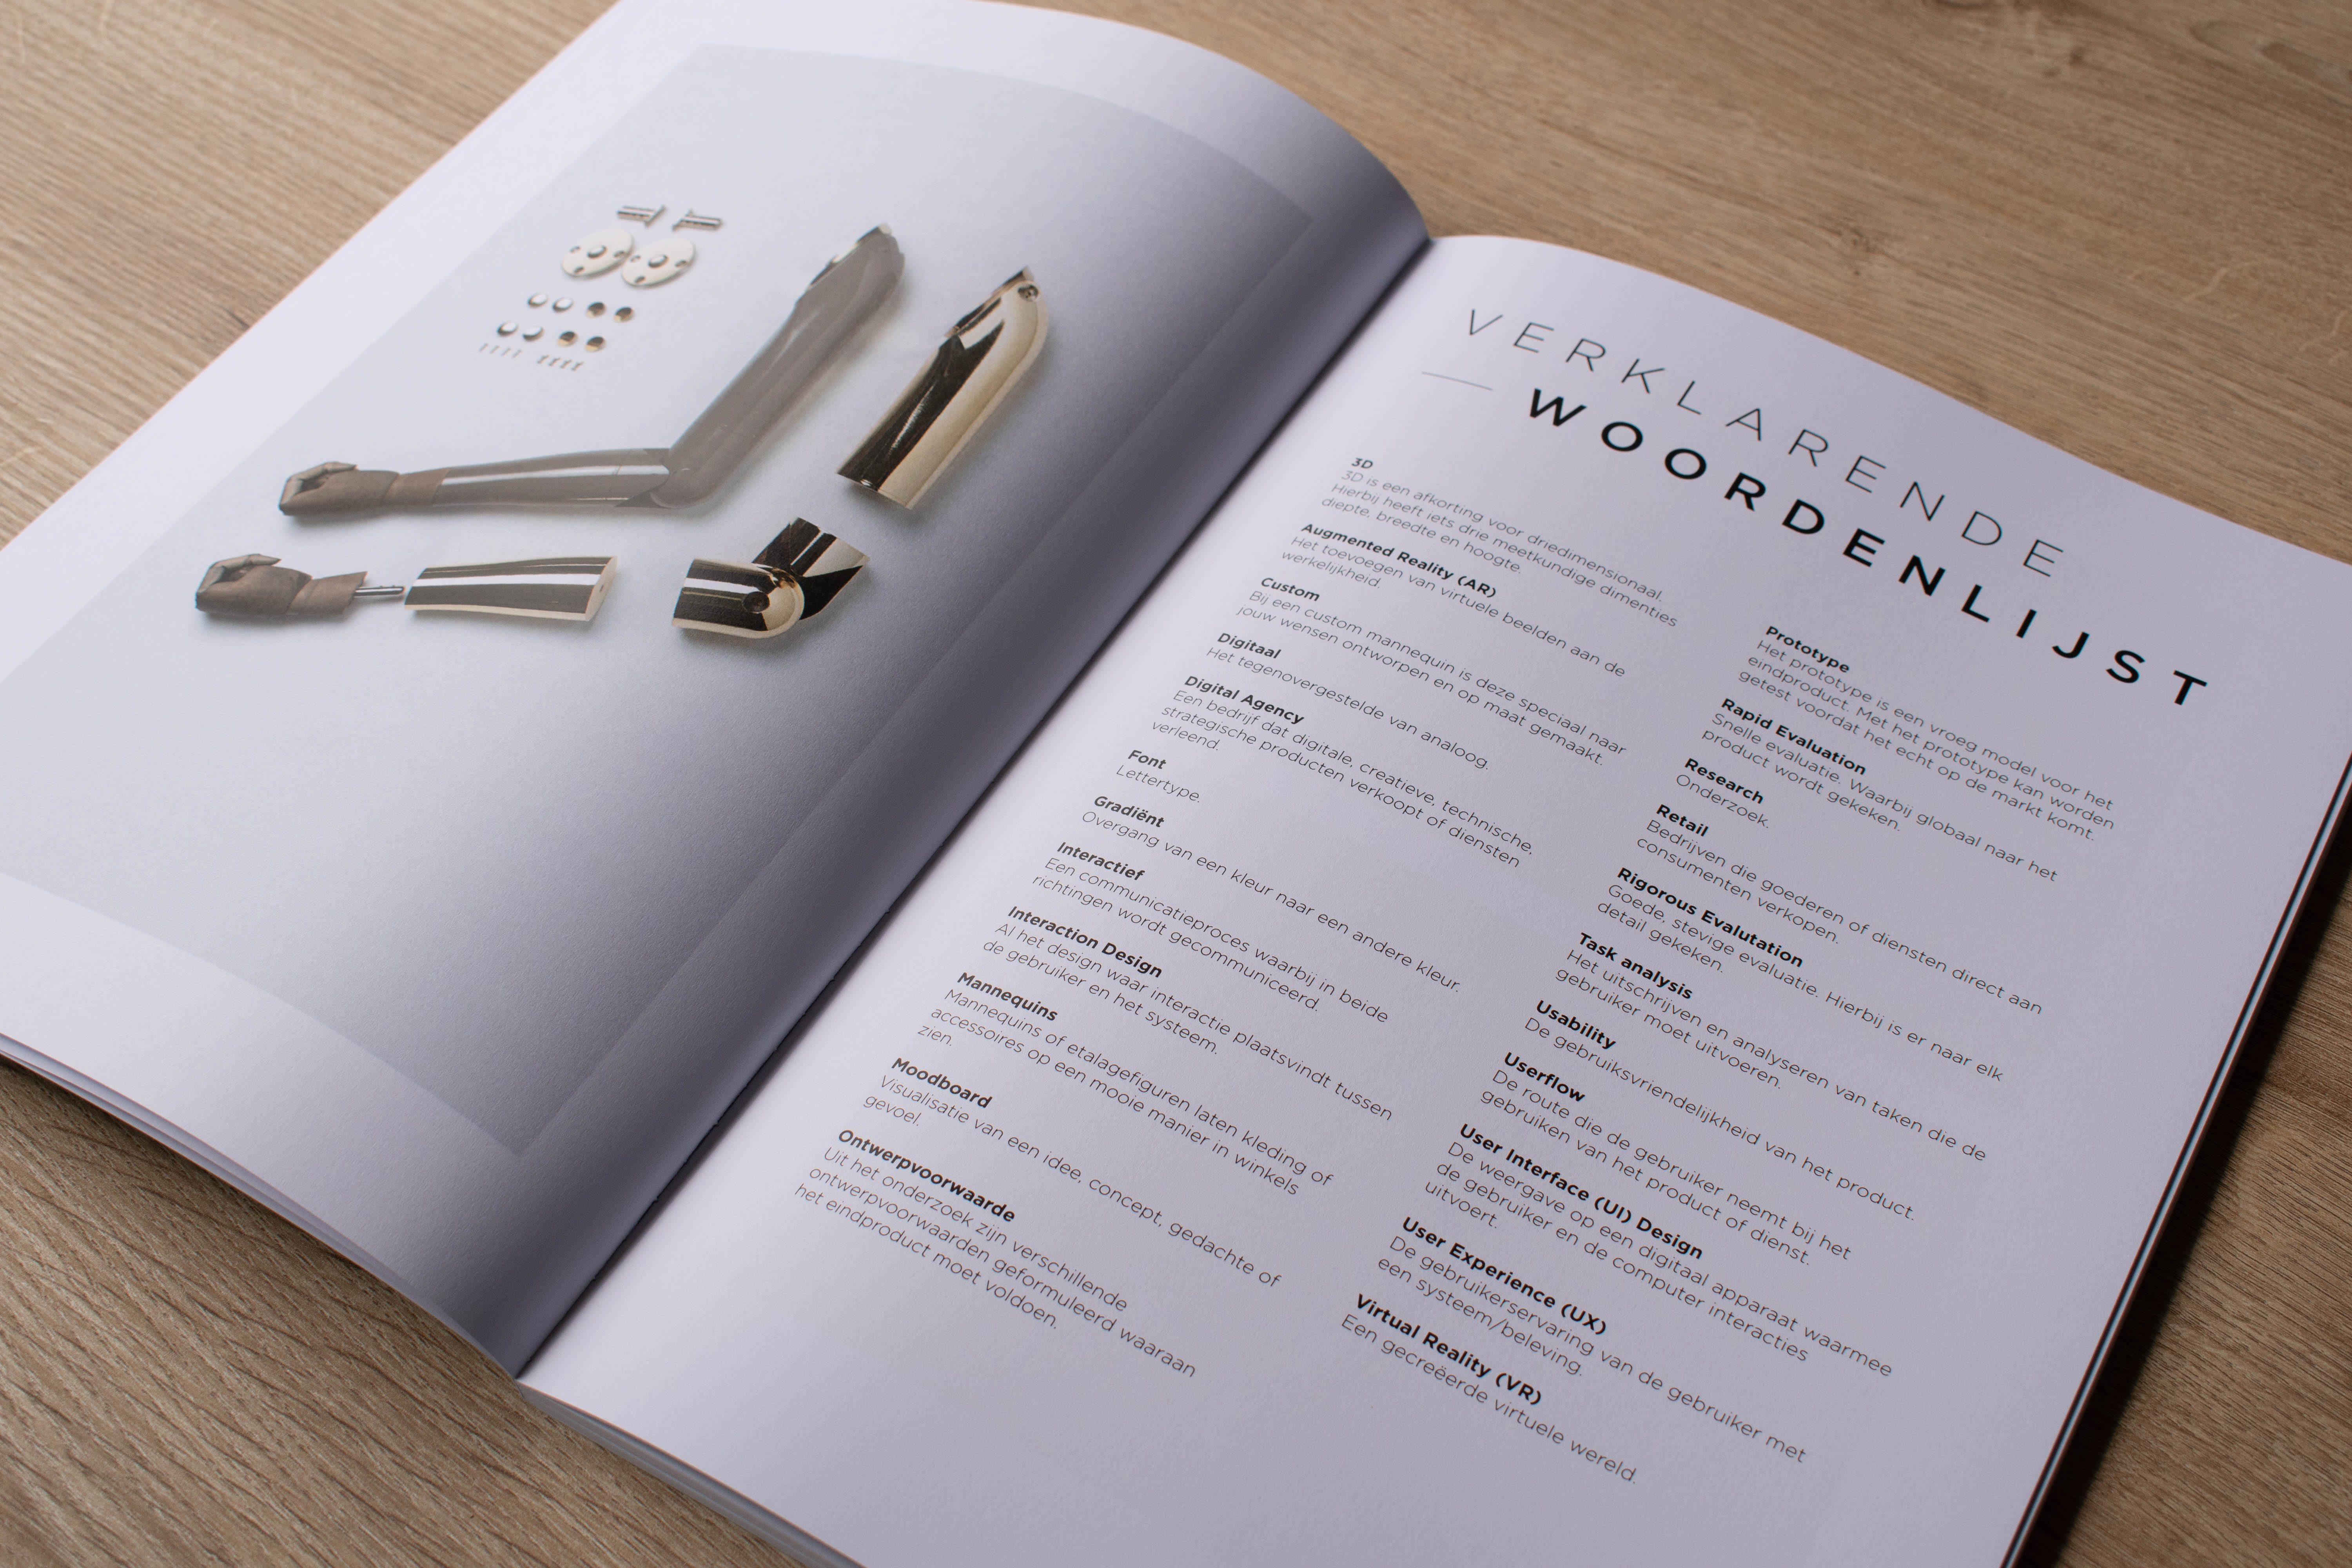 VERKLARENDE
WOORDENLIJST
3D
3D is een afkorting voor driedimensionaal.
Hierbij heeft iets drie meetkundige dimenties
diepte, breedte en hoogte.
Augmented Reality (AR)
Het toevoegen van virtuele beelden aan de
werkelijkheid.
Custom
Bij een custom mannequin is deze speciaal naar
jouw wensen ontworpen en op maat gemaakt.
Digitaal
Het tegenovergestelde van analoog.
Digital Agency
Een bedrijf dat digitale, creatieve, technische,
strategische producten verkoopt of diensten
verleend.
Font
Lettertype.
Gradiënt
Overgang van een kleur naar een andere kleur.
Interactief
Een communicatieproces waarbij in beide
richtingen wordt gecommuniceerd.
Interaction Design
Al het design waar interactie plaatsvindt tussen
de gebruiker en het systeem.
Mannequins
Mannequins of etalagefiguren laten kleding of
accessoires op een mooie manier in winkels
zien.
Moodboard
Visualisatie van een idee, concept, gedachte of
gevoel.
Ontwerpvoorwaarde
Uit het onderzoek zijn verschillende
ontwerpvoorwaarden geformuleerd waaraan
het eindproduct moet voldoen.
Prototype
Het prototype is een vroeg model voor het
eindproduct. Met het prototype kan worden
getest voordat het echt op de markt komt.
Rapid Evaluation
Snelle evaluatie. Waarbij globaal naar het
product wordt gekeken.
Research
Onderzoek.
Retail
Bedrijven die goederen of diensten direct aan
consumenten verkopen.
Rigorous Evalutation
Goede, stevige evaluatie. Hierbij is er naar elk
detail gekeken.
Task analysis
Het uitschrijven en analyseren van taken die de
gebruiker moet uitvoeren.
Usability
De gebruiksvriendelijkheid van het product.
Userflow
De route die de gebruiker neemt bij het
gebruiken van het product of dienst.
User Interface (UI) Design
De weergave op een digitaal apparaat waarmee
de gebruiker en de computer interacties
uitvoert.
User Experience (UX)
De gebruikerservaring van de gebruiker met
een systeem/beleving.
Virtual Reality (VR)
Een gecreëerde virtuele wereld.